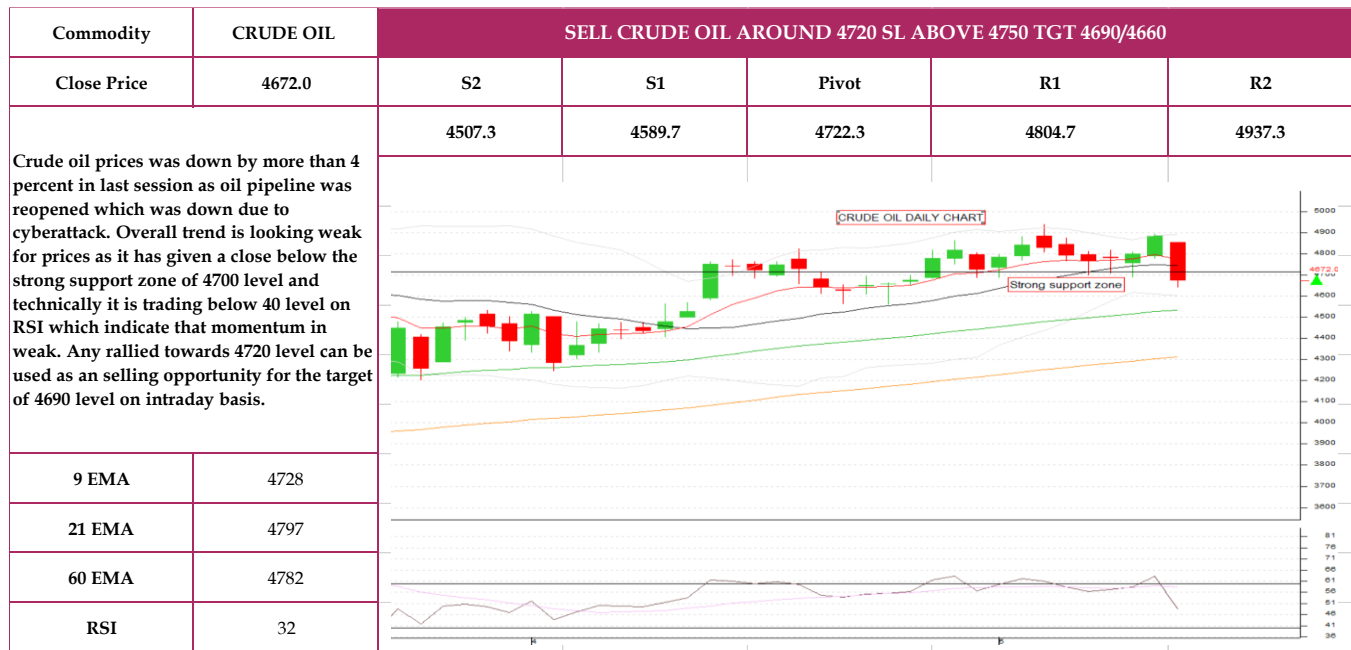 Commodity CRUDE OIL SELL CRUDE OIL AROUND 4720 SL ABOVE 4750 TGT 4690/4660
Close Price 4672.0 S2 S1 Pivot R1 R2
4507.3 4589.7 4722.3 4804.7 4937.3
Crude oil prices was down by more than 4
percent in last session as oil pipeline was
reopened which was down due to
cyberattack. Overall trend is looking weak
for prices as it has given a close below the
strong support zone of 4700 level and
technically it is trading below 40 level on
RSI which indicate that momentum in
weak. Any rallied towards 4720 level can be
used as an selling opportunity for the target
of 4690 level on intraday basis.
9 EMA 4728
21 EMA 4797
60 EMA 4782
RSI 32
CRUDE OIL DAILY CHART
Strong support zone
5000
4900
4800
4672.0
4700
4600
4500
4400
4300
4200
4100
4000
3900
3800
3700
3600
81
76
71
66
61
56
51
46
41
36
4 5